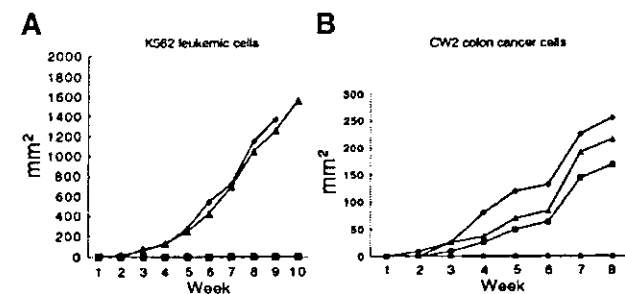 A
K562 leukemic cells
2000
1800
1600
1400
1200
1000
800
600
400
200
0
mm²
1 2 3 4 5 6 7 8 9 10
Week
B
CW2 colon cancer cells
300
250
200
150
100
50
0
mm²
1 2 3 4 5 6 7 8
Week